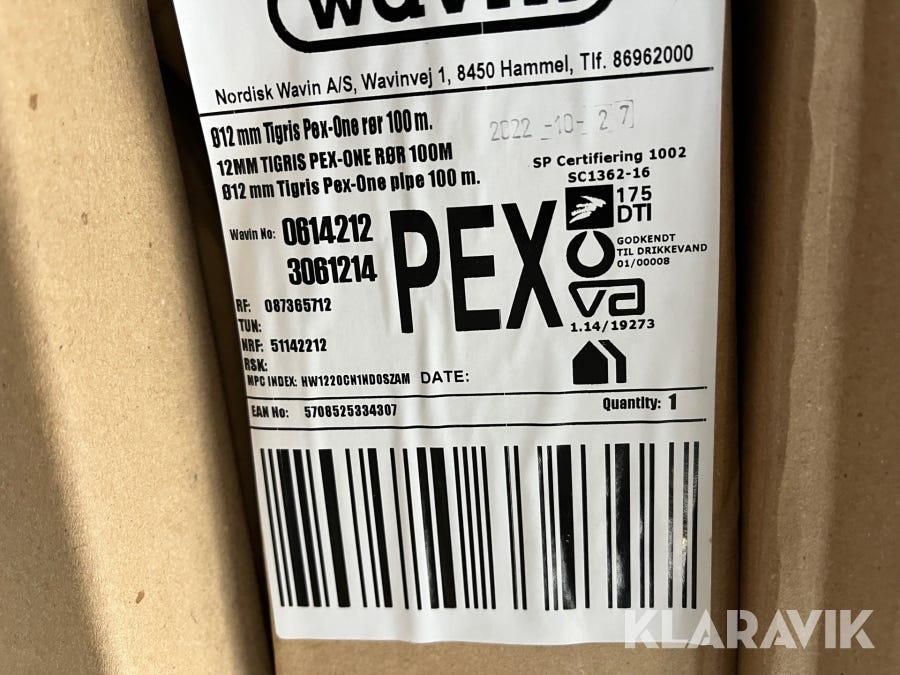 wavin
Nordisk Wavin A/S, Wavinvej 1, 8450 Hammel, Tlf. 86962000
Ø12 mm Tigris Pex-One rør 100 m.
2022 -10- 27
12MM TIGRIS PEX-ONE RØR 100M
Ø12 mm Tigris Pex-One pipe 100 m.
SP Certifiering 1002
SC1362-16
175
DTI
Wavin No: 0614212
3061214
PEX
GODKENDT
TIL DRIKKEVAND
01/00008
va
1.14/19273
RF: 087365712
TUN:
NRF: 51142212
RSK:
MPC INDEX: HW1220CN1ND0SZAM DATE:
EAN No: 5708525334307
Quantity: 1
KLARAVIK